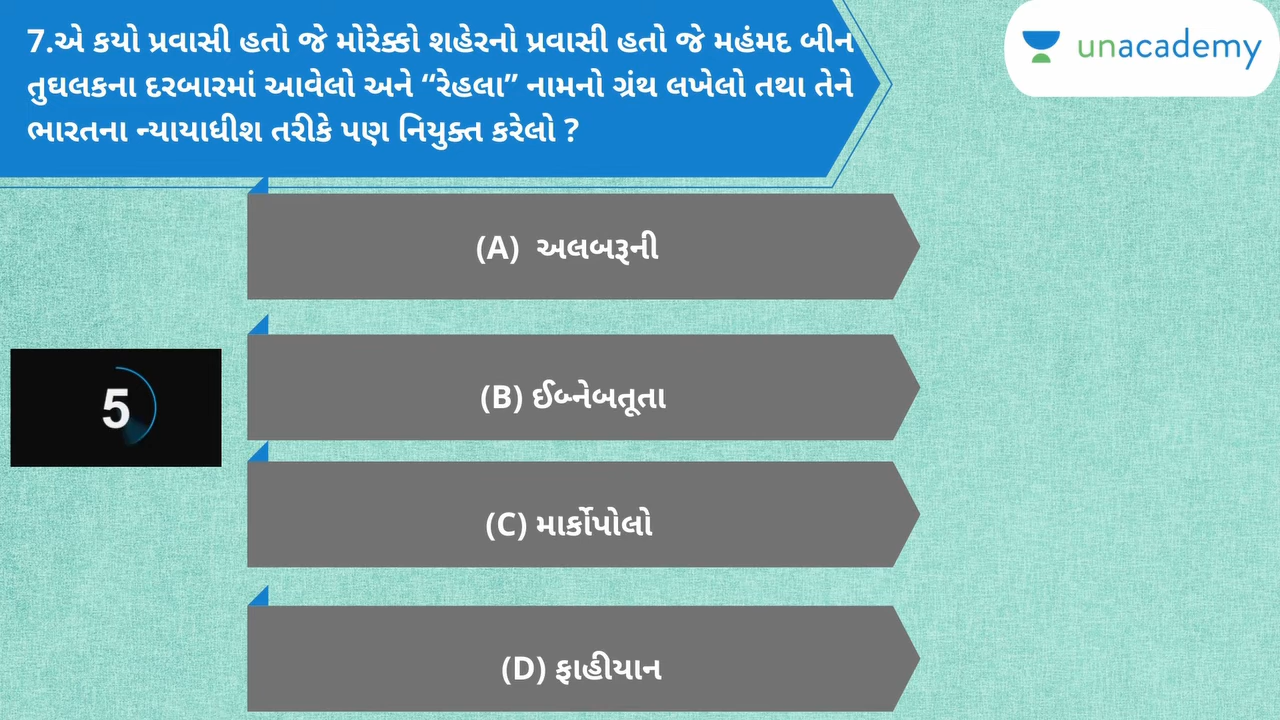 7.એ કયો પ્રવાસી હતો જે મોરેક્કો શહેરનો પ્રવાસી હતો જે મહંમદ બીન
તુઘલકના દરબારમાં આવેલો અને “રેહલા” નામનો ગ્રંથ લખેલો તથા તેને
ભારતના ન્યાયાધીશ તરીકે પણ નિયુક્ત કરેલો ?
unacademy
(A) અલબરૂની
(B) ઈબ્નેબતૂતા
5
(C) માર્કોપોલો
(D) ફાહીયાન